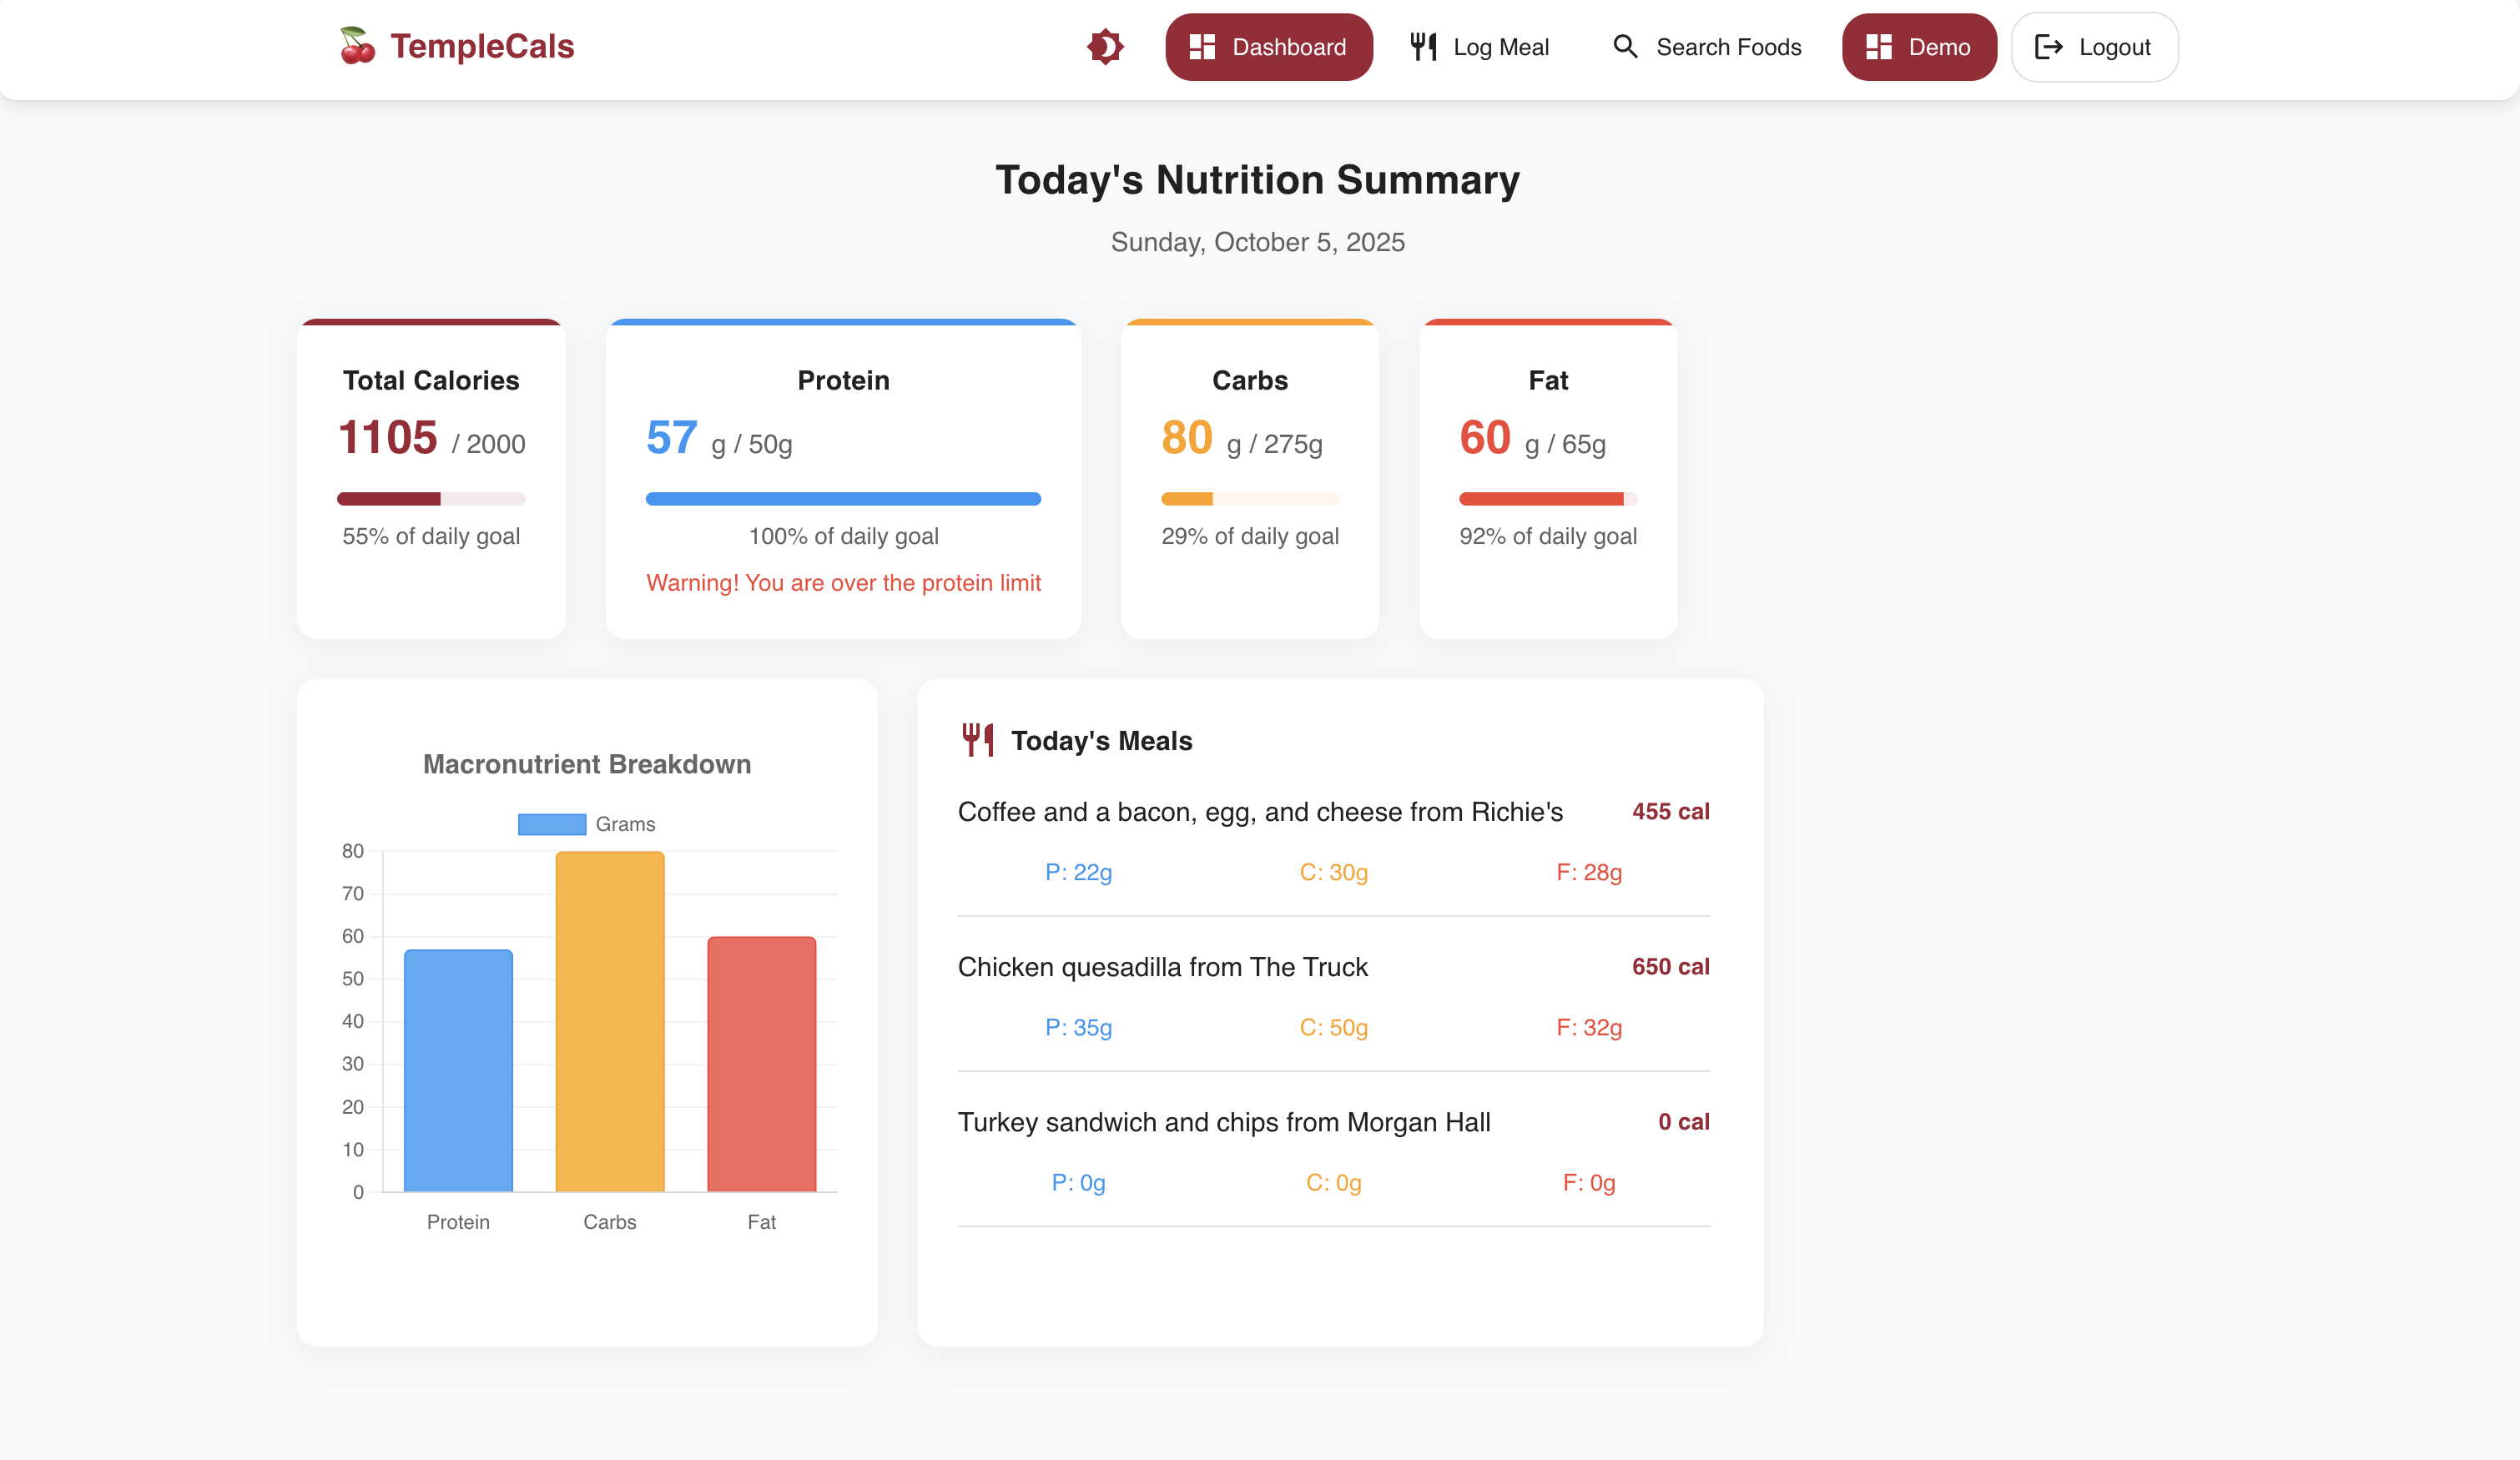 TempleCals
Dashboard
Log Meal
Search Foods
Demo
Logout
Today's Nutrition Summary
Sunday, October 5, 2025
Total Calories
1105 / 2000
55% of daily goal
Protein
57 g / 50g
100% of daily goal
Warning! You are over the protein limit
Carbs
80 g / 275g
29% of daily goal
Fat
60 g / 65g
92% of daily goal
Macronutrient Breakdown
Grams
80
70
60
50
40
30
20
10
0
Protein Carbs Fat
Today's Meals
Coffee and a bacon, egg, and cheese from Richie's 455 cal
P: 22g C: 30g F: 28g
Chicken quesadilla from The Truck 650 cal
P: 35g C: 50g F: 32g
Turkey sandwich and chips from Morgan Hall 0 cal
P: 0g C: 0g F: 0g